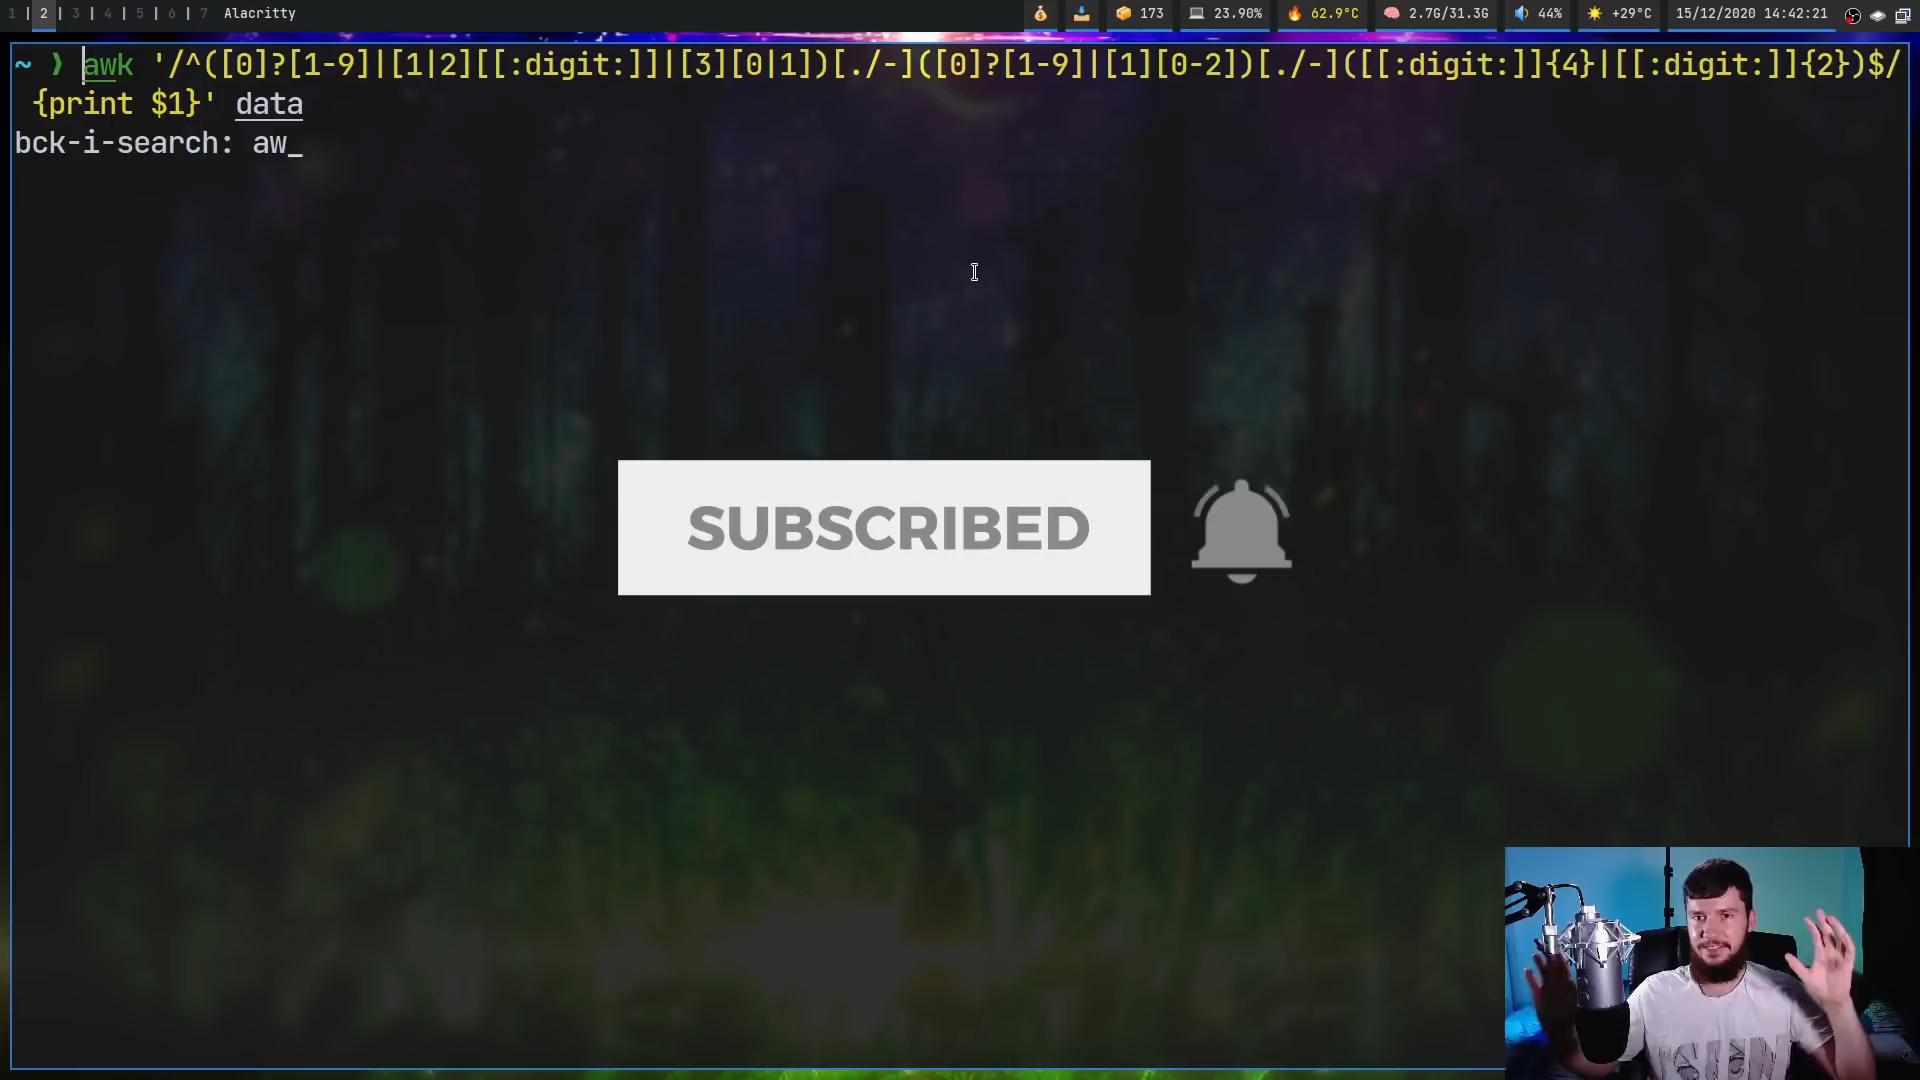 1 | 2 | 3 | 4 | 5 | 6 | 7 Alacritty 173 23.90% 62.9°C 2.7G/31.3G 44% +29°C 15/12/2020 14:42:21
~ ❱ awk '/^([0]?[1-9]|[1|2][[:digit:]]|[3][0|1])[./-]([0]?[1-9]|[1][0-2])[./-]([[:digit:]]{4}|[[:digit:]]{2})$/
{print $1}' data
bck-i-search: aw_
SUBSCRIBED